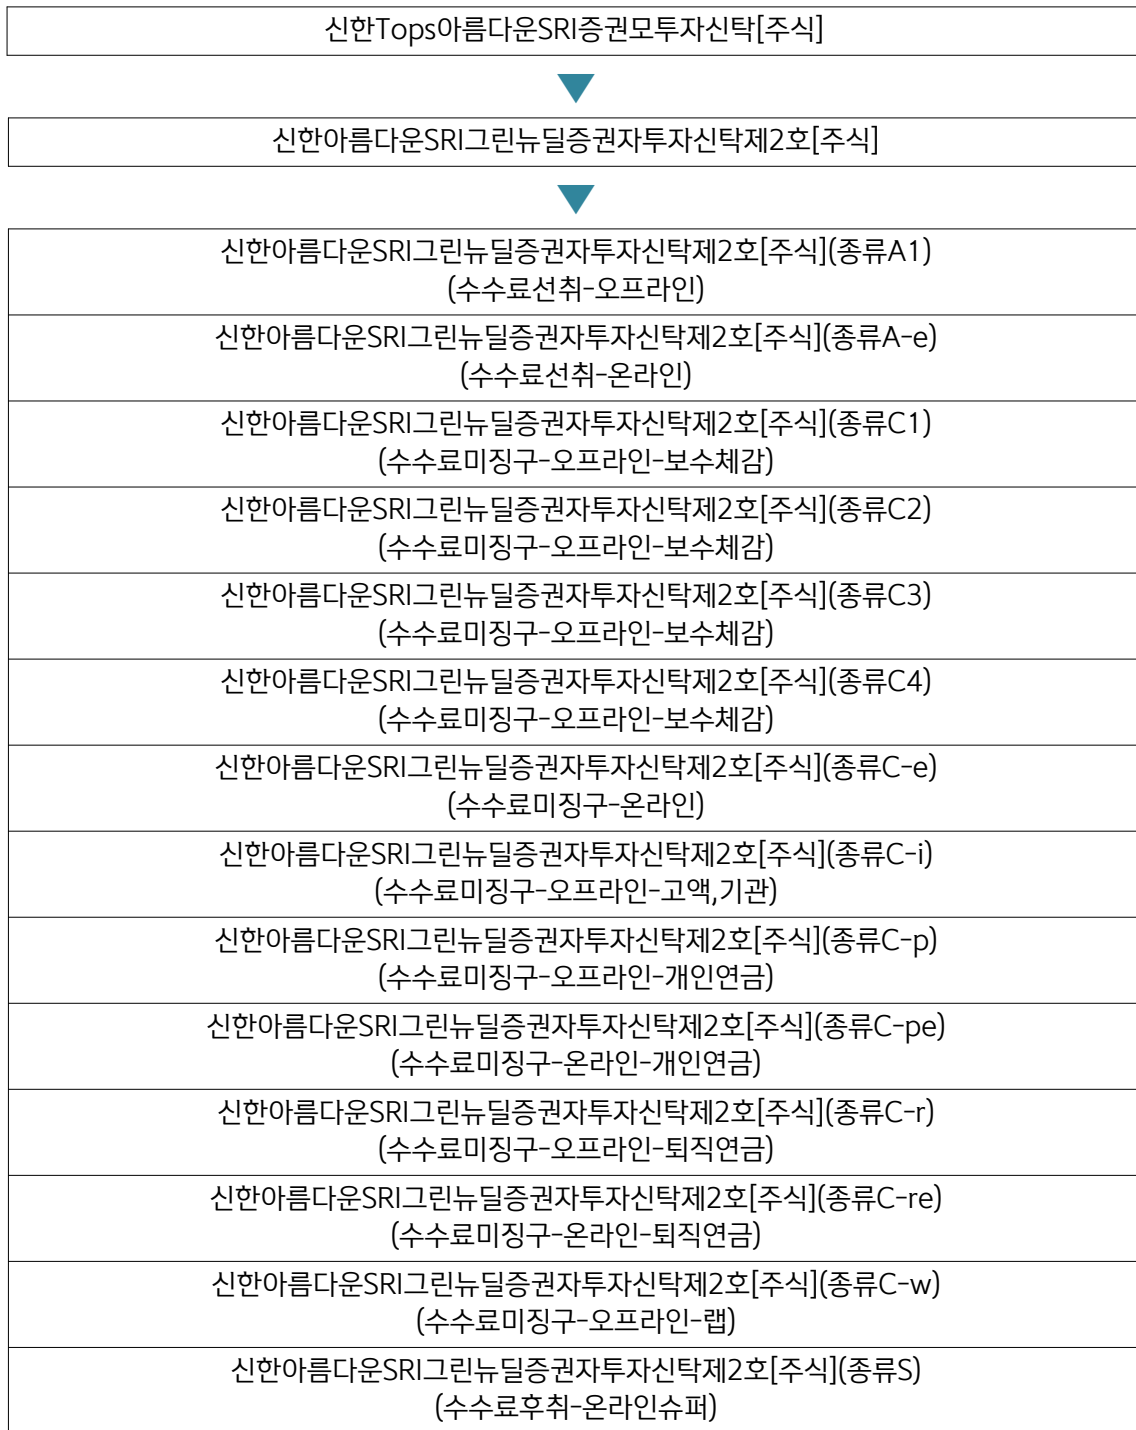 신한Tops아름다운SRI증권모투자신탁[주식]
신한아름다운SRI그린뉴딜증권자투자신탁제2호[주식]
신한아름다운SRI그린뉴딜증권자투자신탁제2호[주식](종류A1)
(수수료선취-오프라인)
신한아름다운SRI그린뉴딜증권자투자신탁제2호[주식](종류A-e)
(수수료선취-온라인)
신한아름다운SRI그린뉴딜증권자투자신탁제2호[주식](종류C1)
(수수료미징구-오프라인-보수체감)
신한아름다운SRI그린뉴딜증권자투자신탁제2호[주식](종류C2)
(수수료미징구-오프라인-보수체감)
신한아름다운SRI그린뉴딜증권자투자신탁제2호[주식](종류C3)
(수수료미징구-오프라인-보수체감)
신한아름다운SRI그린뉴딜증권자투자신탁제2호[주식](종류C4)
(수수료미징구-오프라인-보수체감)
신한아름다운SRI그린뉴딜증권자투자신탁제2호[주식](종류C-e)
(수수료미징구-온라인)
신한아름다운SRI그린뉴딜증권자투자신탁제2호[주식](종류C-i)
(수수료미징구-오프라인-고액,기관)
신한아름다운SRI그린뉴딜증권자투자신탁제2호[주식](종류C-p)
(수수료미징구-오프라인-개인연금)
신한아름다운SRI그린뉴딜증권자투자신탁제2호[주식](종류C-pe)
(수수료미징구-온라인-개인연금)
신한아름다운SRI그린뉴딜증권자투자신탁제2호[주식](종류C-r)
(수수료미징구-오프라인-퇴직연금)
신한아름다운SRI그린뉴딜증권자투자신탁제2호[주식](종류C-re)
(수수료미징구-온라인-퇴직연금)
신한아름다운SRI그린뉴딜증권자투자신탁제2호[주식](종류C-w)
(수수료미징구-오프라인-랩)
신한아름다운SRI그린뉴딜증권자투자신탁제2호[주식](종류S)
(수수료후취-온라인슈퍼)